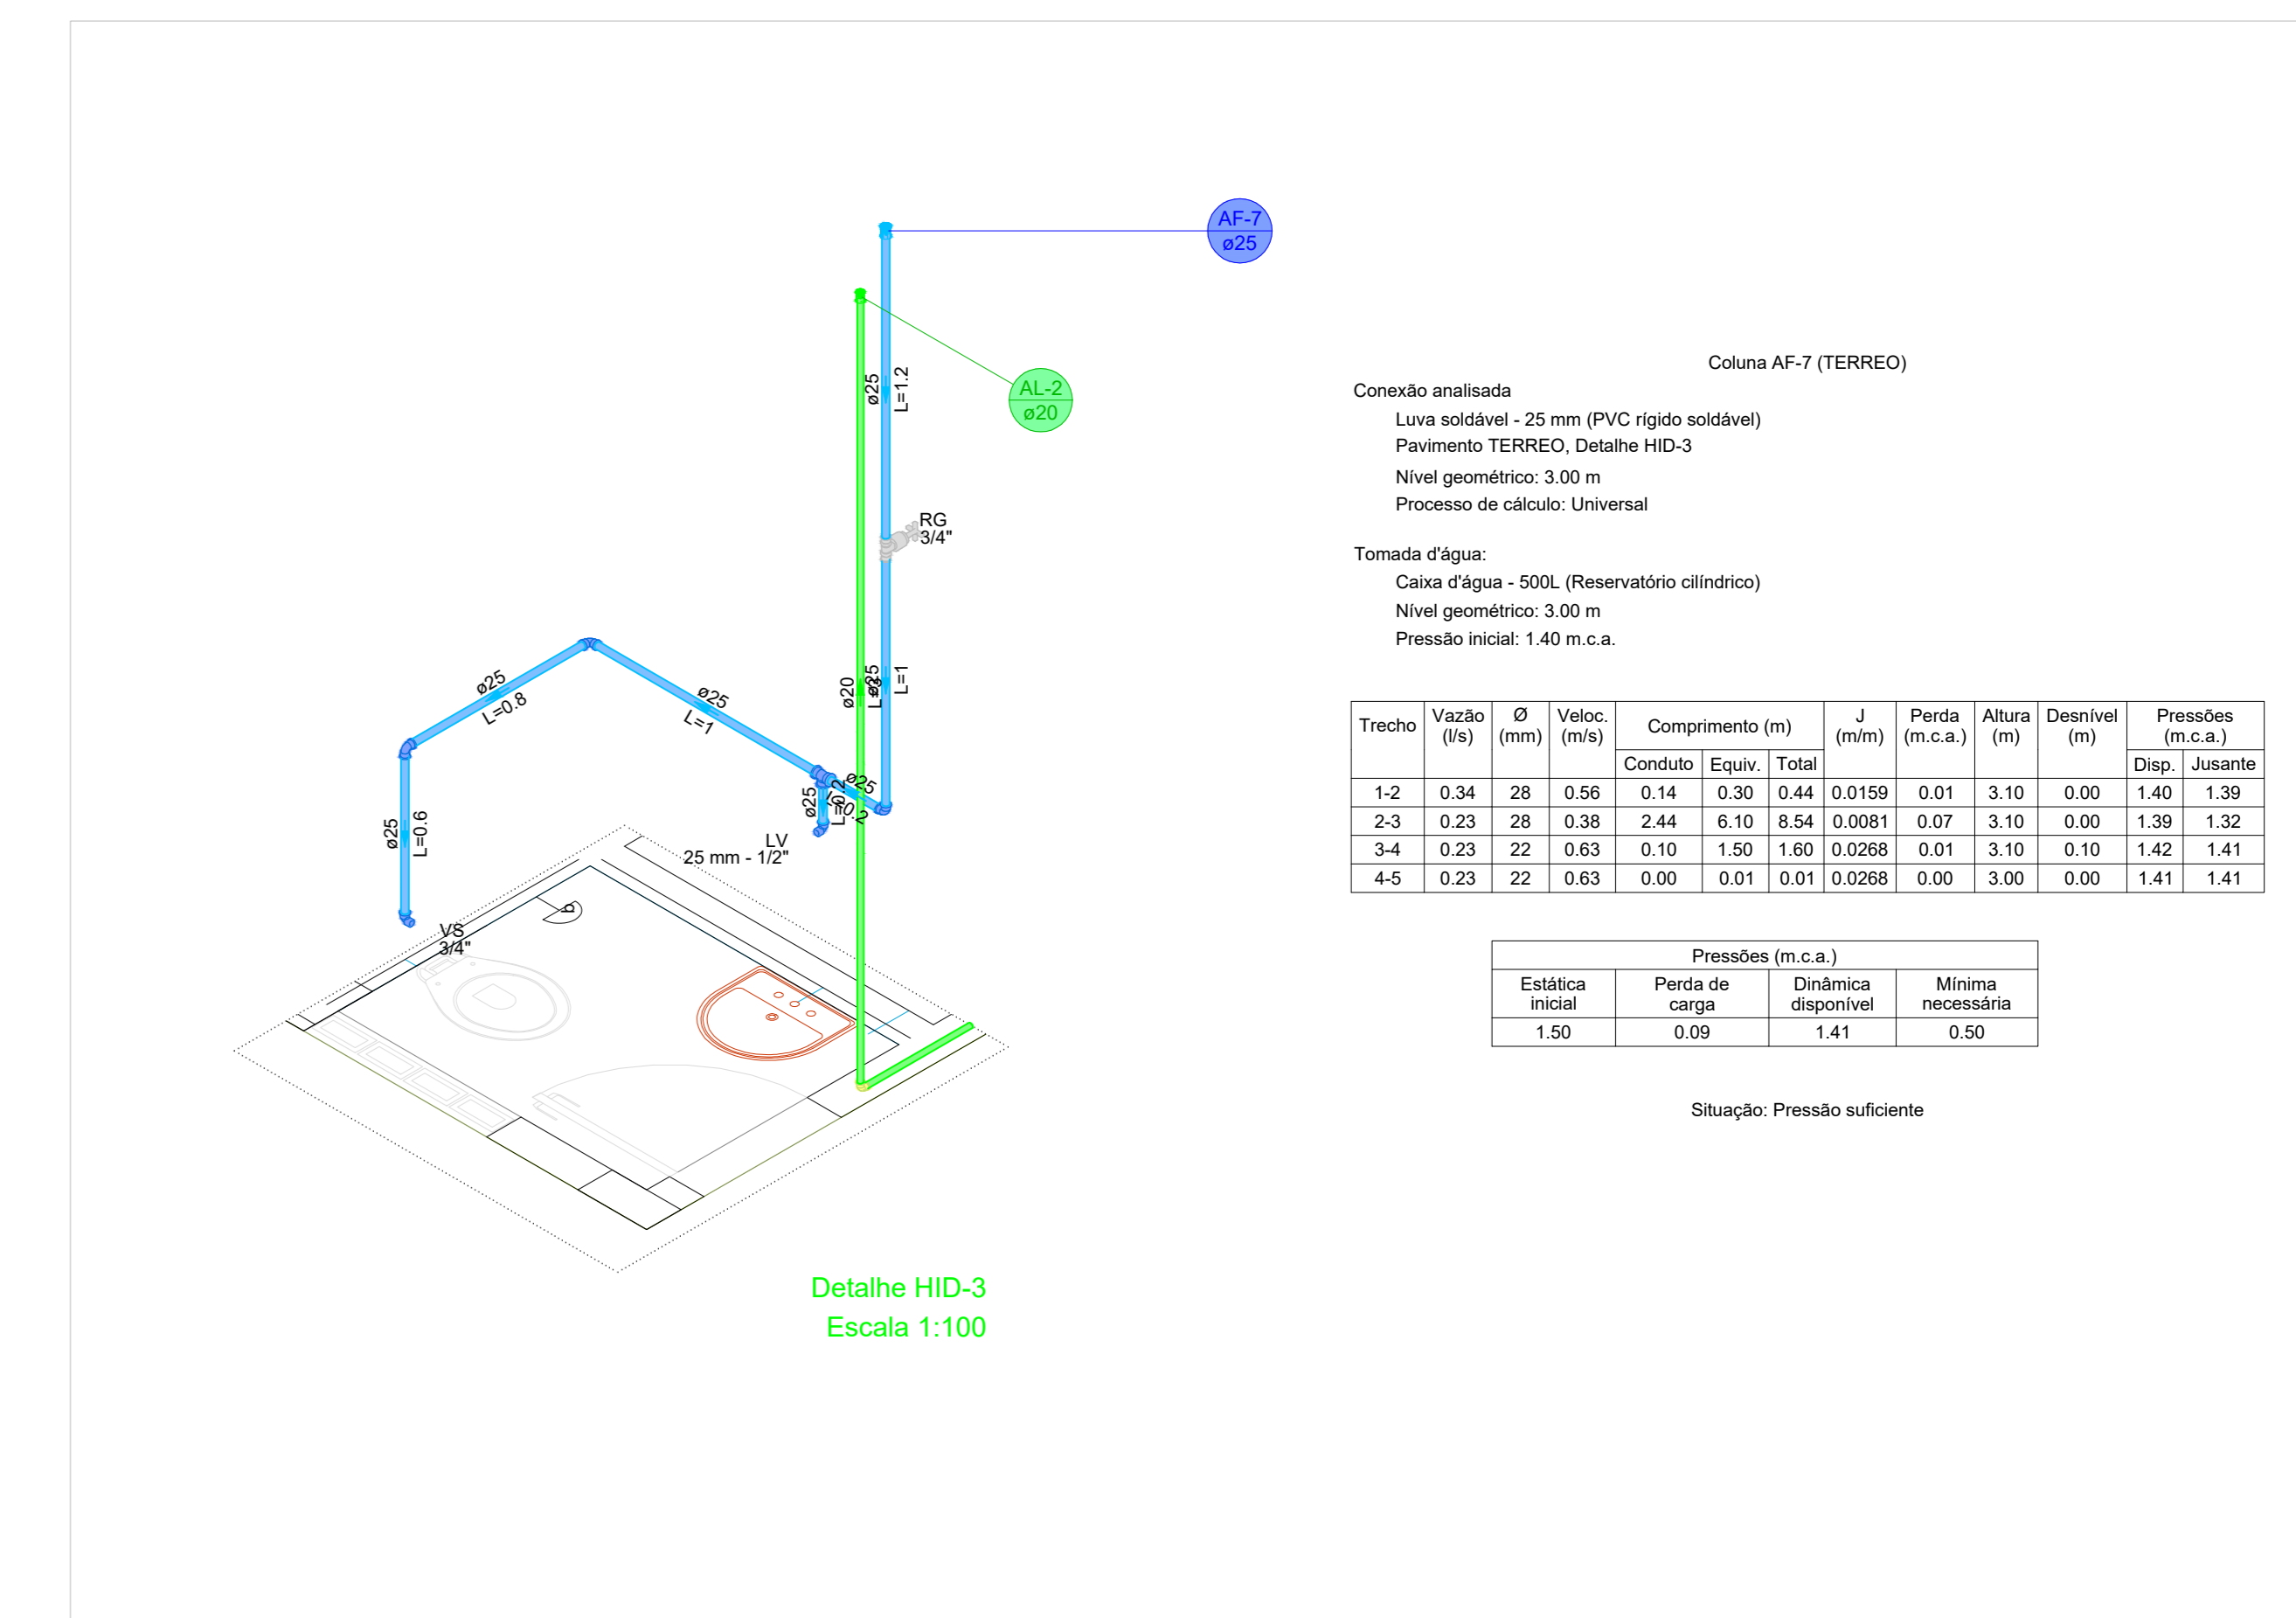 AF-7
ø25
AL-2
ø20
ø25
L=1.2
RG
3/4"
ø25
L=1
ø20
L=3
ø25
L=0.8
ø25
L=1
ø25
L=0.2
ø25
L=0.2
ø25
L=0.6
LV
25 mm - 1/2"
VS
3/4"
b
Detalhe HID-3
Escala 1:100
Coluna AF-7 (TERREO)
Conexão analisada
Luva soldável - 25 mm (PVC rígido soldável)
Pavimento TERREO, Detalhe HID-3
Nível geométrico: 3.00 m
Processo de cálculo: Universal
Tomada d'água:
Caixa d'água - 500L (Reservatório cilíndrico)
Nível geométrico: 3.00 m
Pressão inicial: 1.40 m.c.a.
Trecho Vazão (l/s) Ø (mm) Veloc. (m/s) Comprimento (m) J (m/m) Perda (m.c.a.) Altura (m) Desnível (m) Pressões (m.c.a.)
Conduto Equiv. Total Disp. Jusante
1-2 0.34 28 0.56 0.14 0.30 0.44 0.0159 0.01 3.10 0.00 1.40 1.39
2-3 0.23 28 0.38 2.44 6.10 8.54 0.0081 0.07 3.10 0.00 1.39 1.32
3-4 0.23 22 0.63 0.10 1.50 1.60 0.0268 0.01 3.10 0.10 1.42 1.41
4-5 0.23 22 0.63 0.00 0.01 0.01 0.0268 0.00 3.00 0.00 1.41 1.41
Pressões (m.c.a.)
Estática inicial Perda de carga Dinâmica disponível Mínima necessária
1.50 0.09 1.41 0.50
Situação: Pressão suficiente